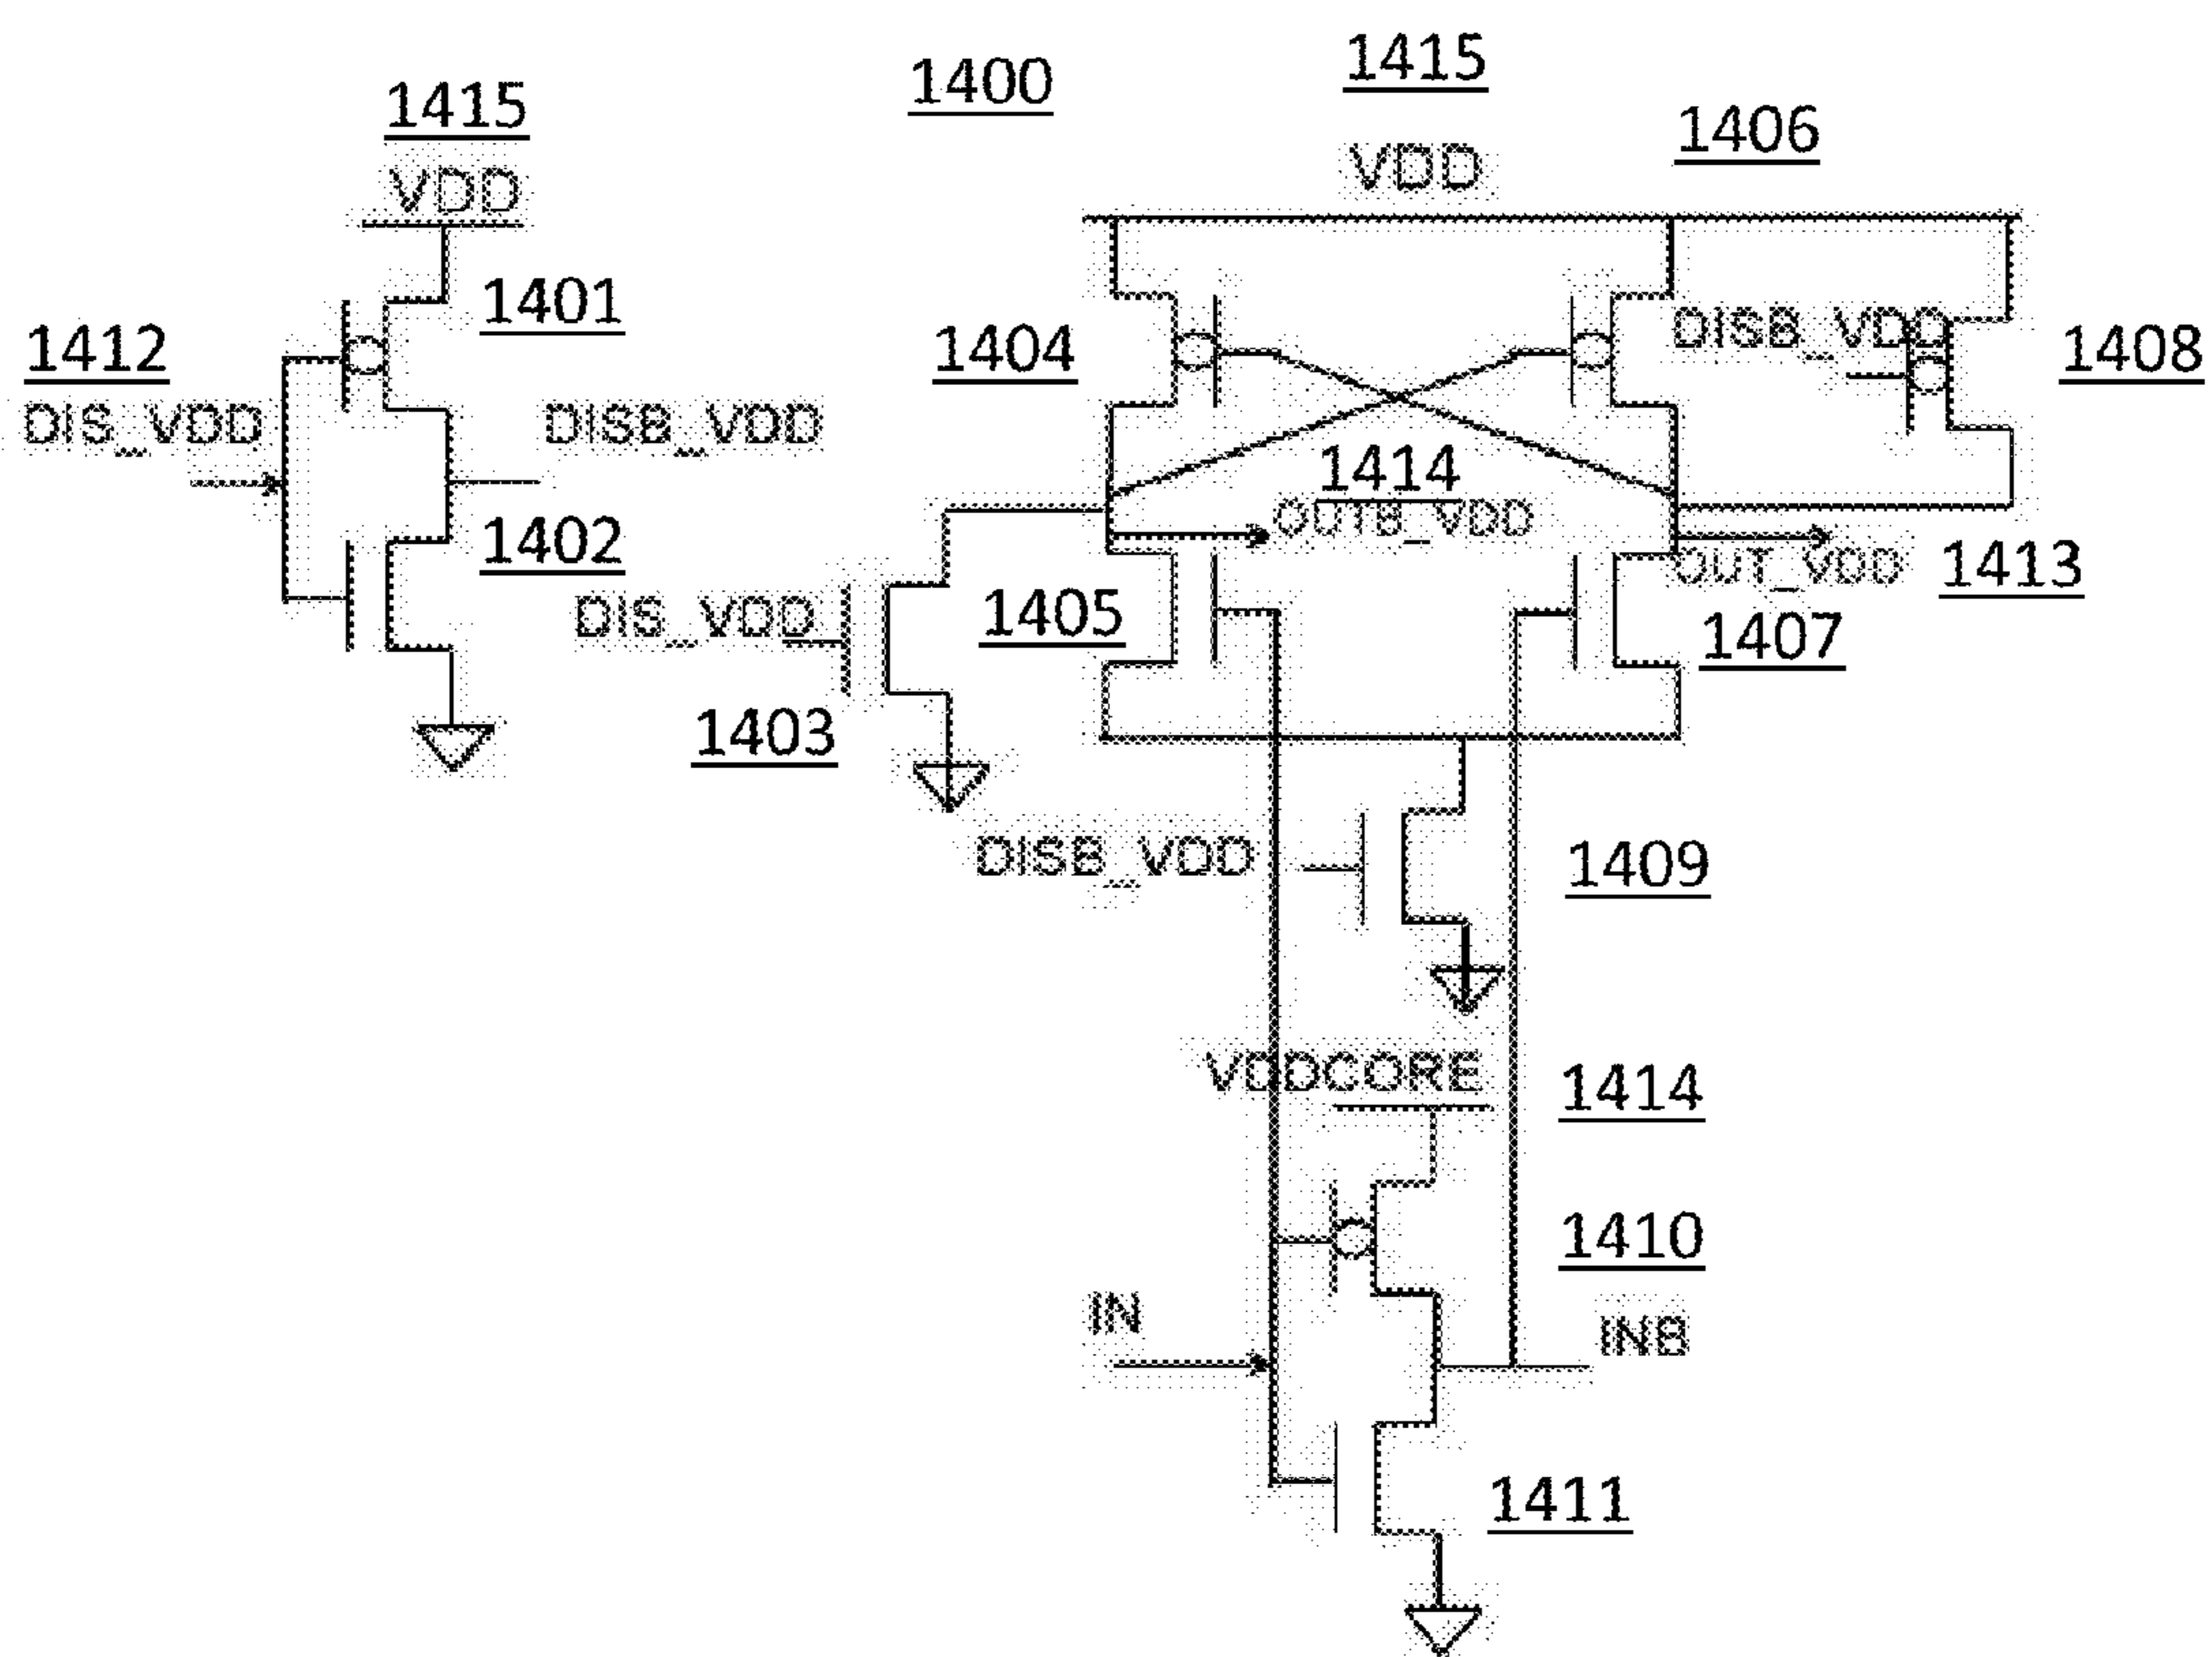 1400
1415
VDD
1415
VDD
1406
1401
1412
DIS_VDD
DISB_VDD
1402
1404
DISB_VDD
1408
1414
OUTB_VDD
OUT_VDD
1413
DIS_VDD
1403
1405
1407
DISB_VDD
1409
VDDCORE
1414
1410
IN
INB
1411